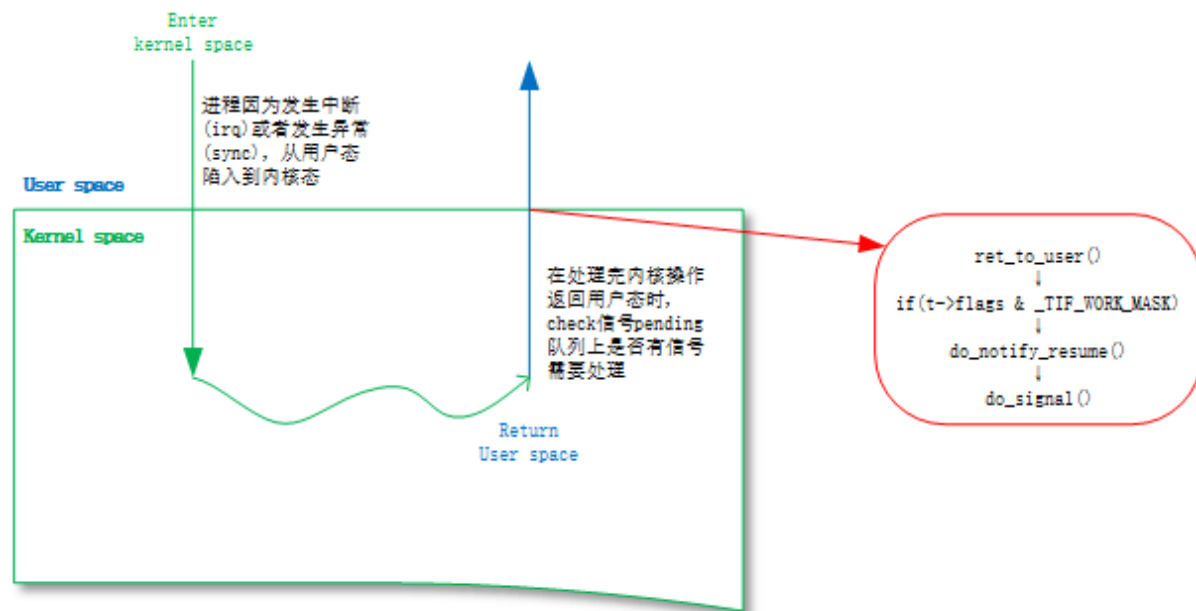 Enter
kernel space
进程因为发生中断
(irq)或者发生异常
(sync), 从用户态
陷入到内核态
User space
Kernel space
在处理完内核操作
返回用户态时,
check信号pending
队列上是否有信号
需要处理
Return
User space
ret_to_user()
↓
if(t->flags & _TIF_WORK_MASK)
↓
do_notify_resume()
↓
do_signal()